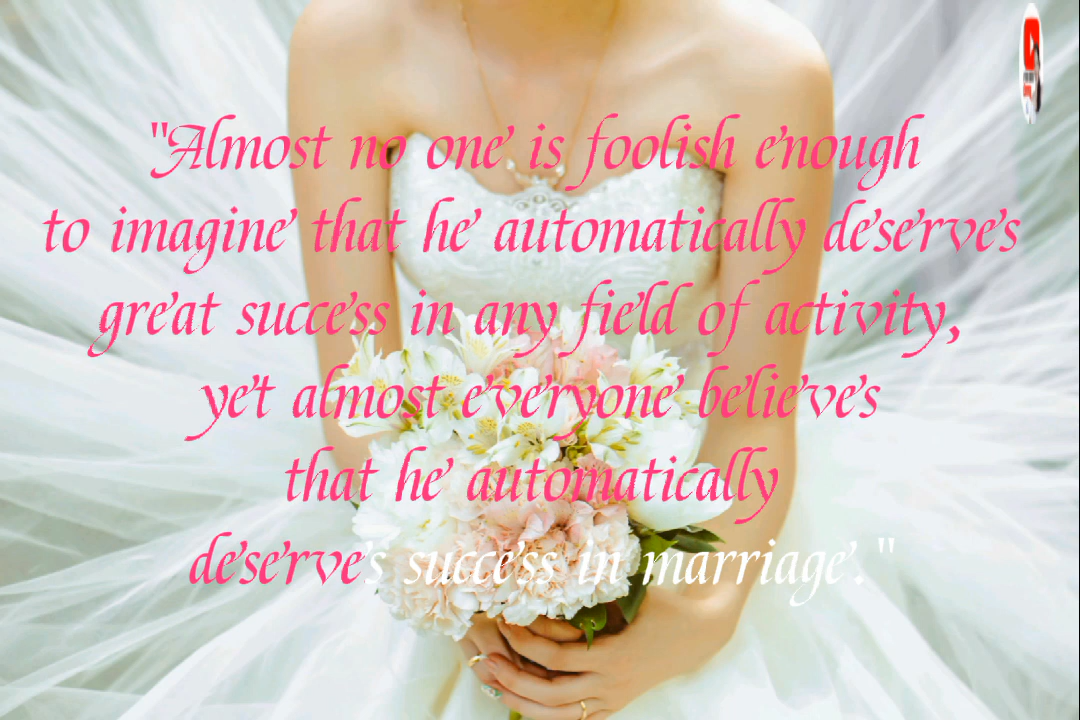 "Almost no one is foolish enough
to imagine that he automatically deserves
great success in any field of activity,
yet almost everyone believes
that he automatically
deserves success in marriage."